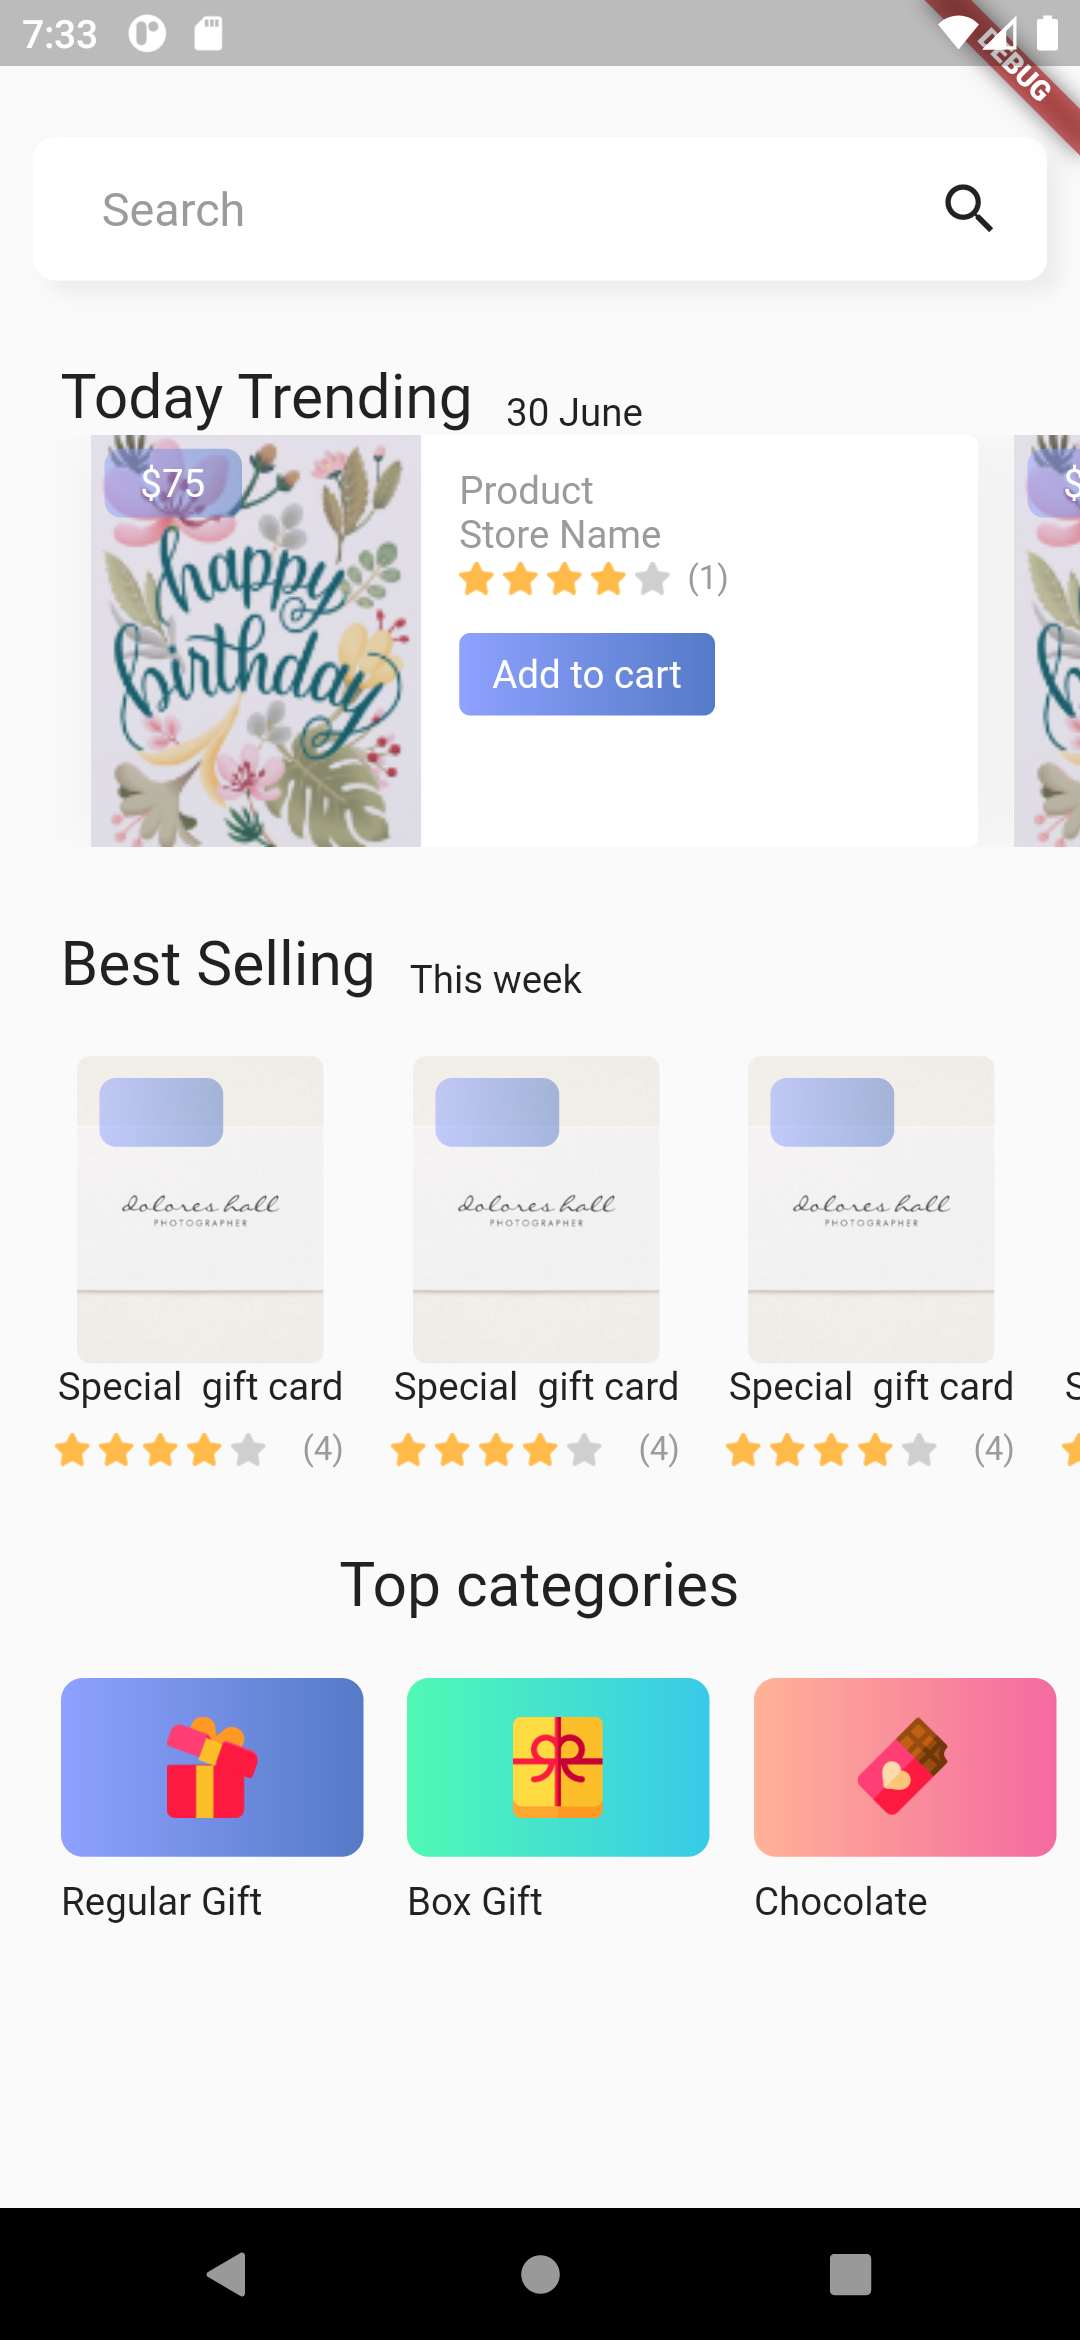 7:33
DEBUG
Search
Today Trending 30 June
$75
happy
birthday
Product
Store Name
(1)
Add to cart
$
Best Selling This week
dolores hall
PHOTOGRAPHER
dolores hall
PHOTOGRAPHER
dolores hall
PHOTOGRAPHER
Special  gift card
Special  gift card
Special  gift card
S
(4)
(4)
(4)
Top categories
Regular Gift
Box Gift
Chocolate